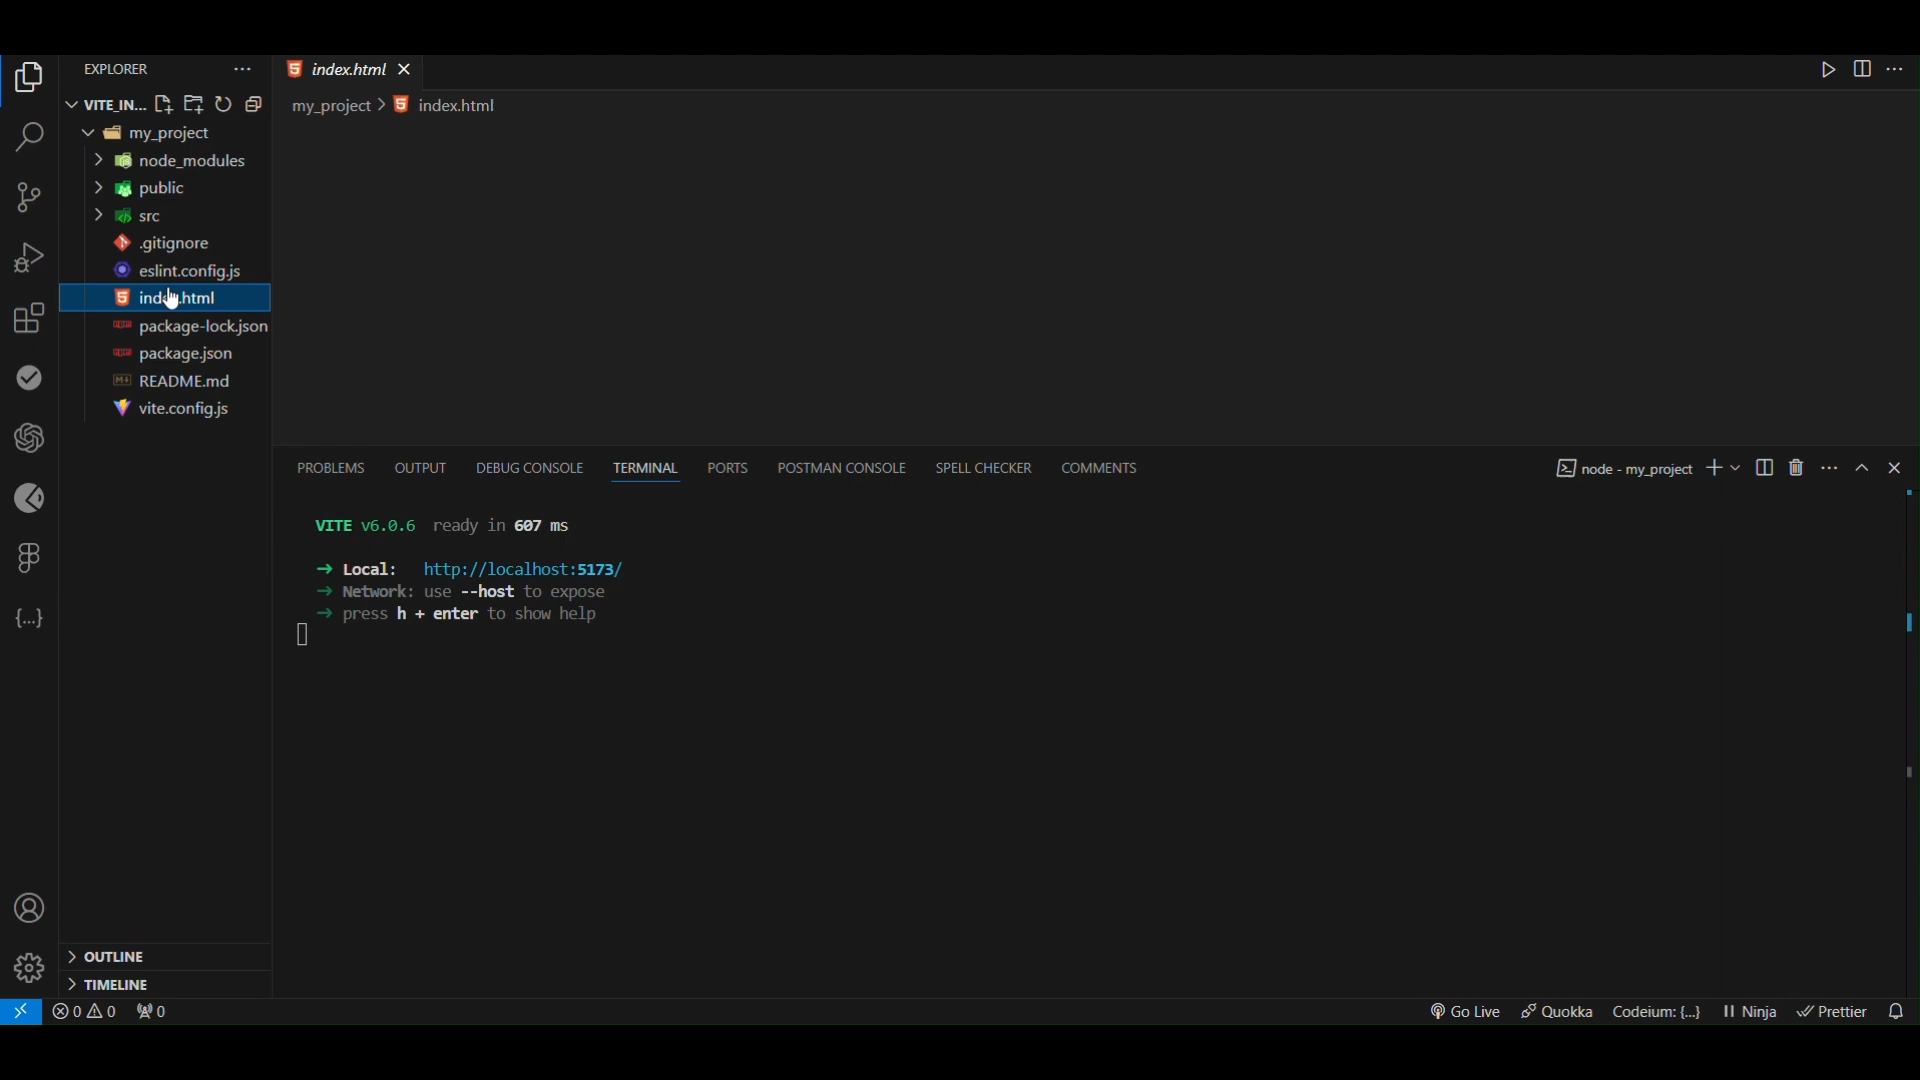 EXPLORER
index.html
VITE_IN...
my_project > index.html
my_project
node_modules
public
src
.gitignore
eslint.config.js
index.html
package-lock.json
package.json
README.md
vite.config.js
PROBLEMS OUTPUT DEBUG CONSOLE TERMINAL PORTS POSTMAN CONSOLE SPELL CHECKER COMMENTS
node - my_project
VITE v6.0.6 ready in 607 ms
➜ Local: http://localhost:5173/
➜ Network: use --host to expose
➜ press h + enter to show help
OUTLINE
TIMELINE
0 0 0
Go Live Quokka Codeium: {...} Ninja Prettier